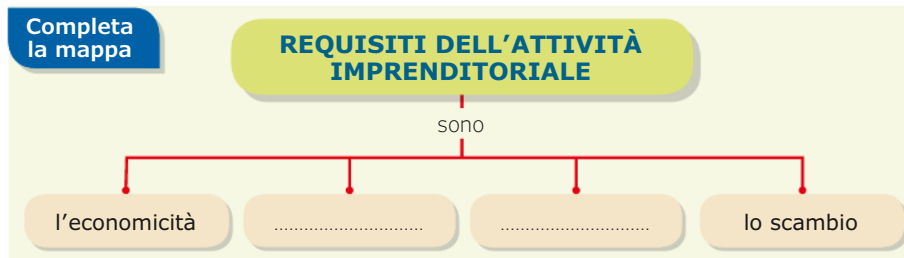 Completa
la mappa
REQUISITI DELL’ATTIVITÀ
IMPRENDITORIALE
sono
l’economicità
..............................
..............................
lo scambio